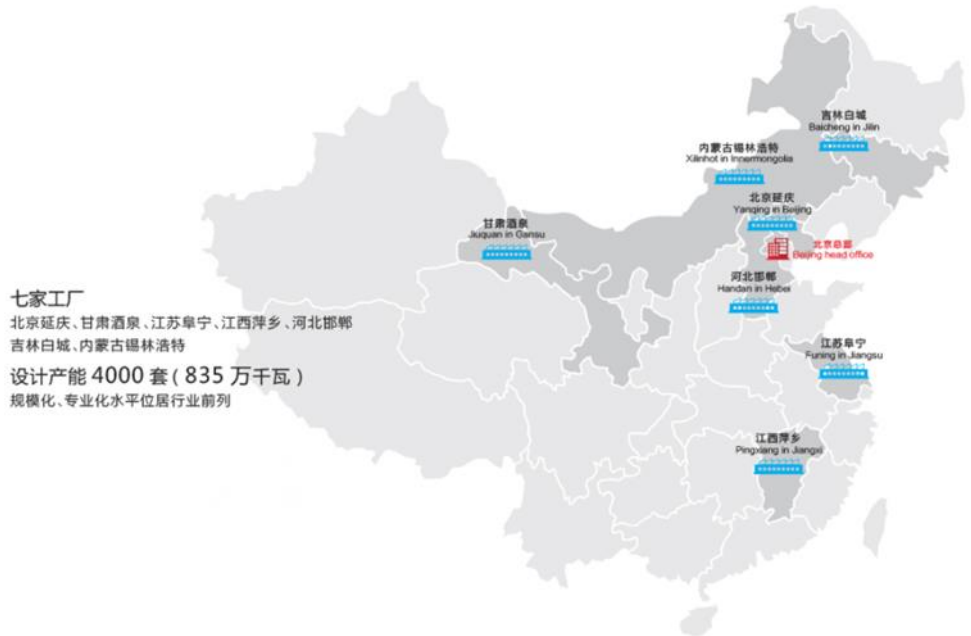 吉林白城
Baicheng in Jilin
内蒙古锡林浩特
Xilinhot in Innermongolia
北京延庆
Yanqing in Beijing
甘肃酒泉
Jiuquan in Gansu
北京总部
Beijing head office
河北邯郸
Handan in Hebei
七家工厂
北京延庆、甘肃酒泉、江苏阜宁、江西萍乡、河北邯郸
吉林白城、内蒙古锡林浩特
设计产能 4000 套 ( 835 万千瓦 )
规模化、专业化水平位居行业前列
江苏阜宁
Funing in Jiangsu
江西萍乡
Pingxiang in Jiangxi